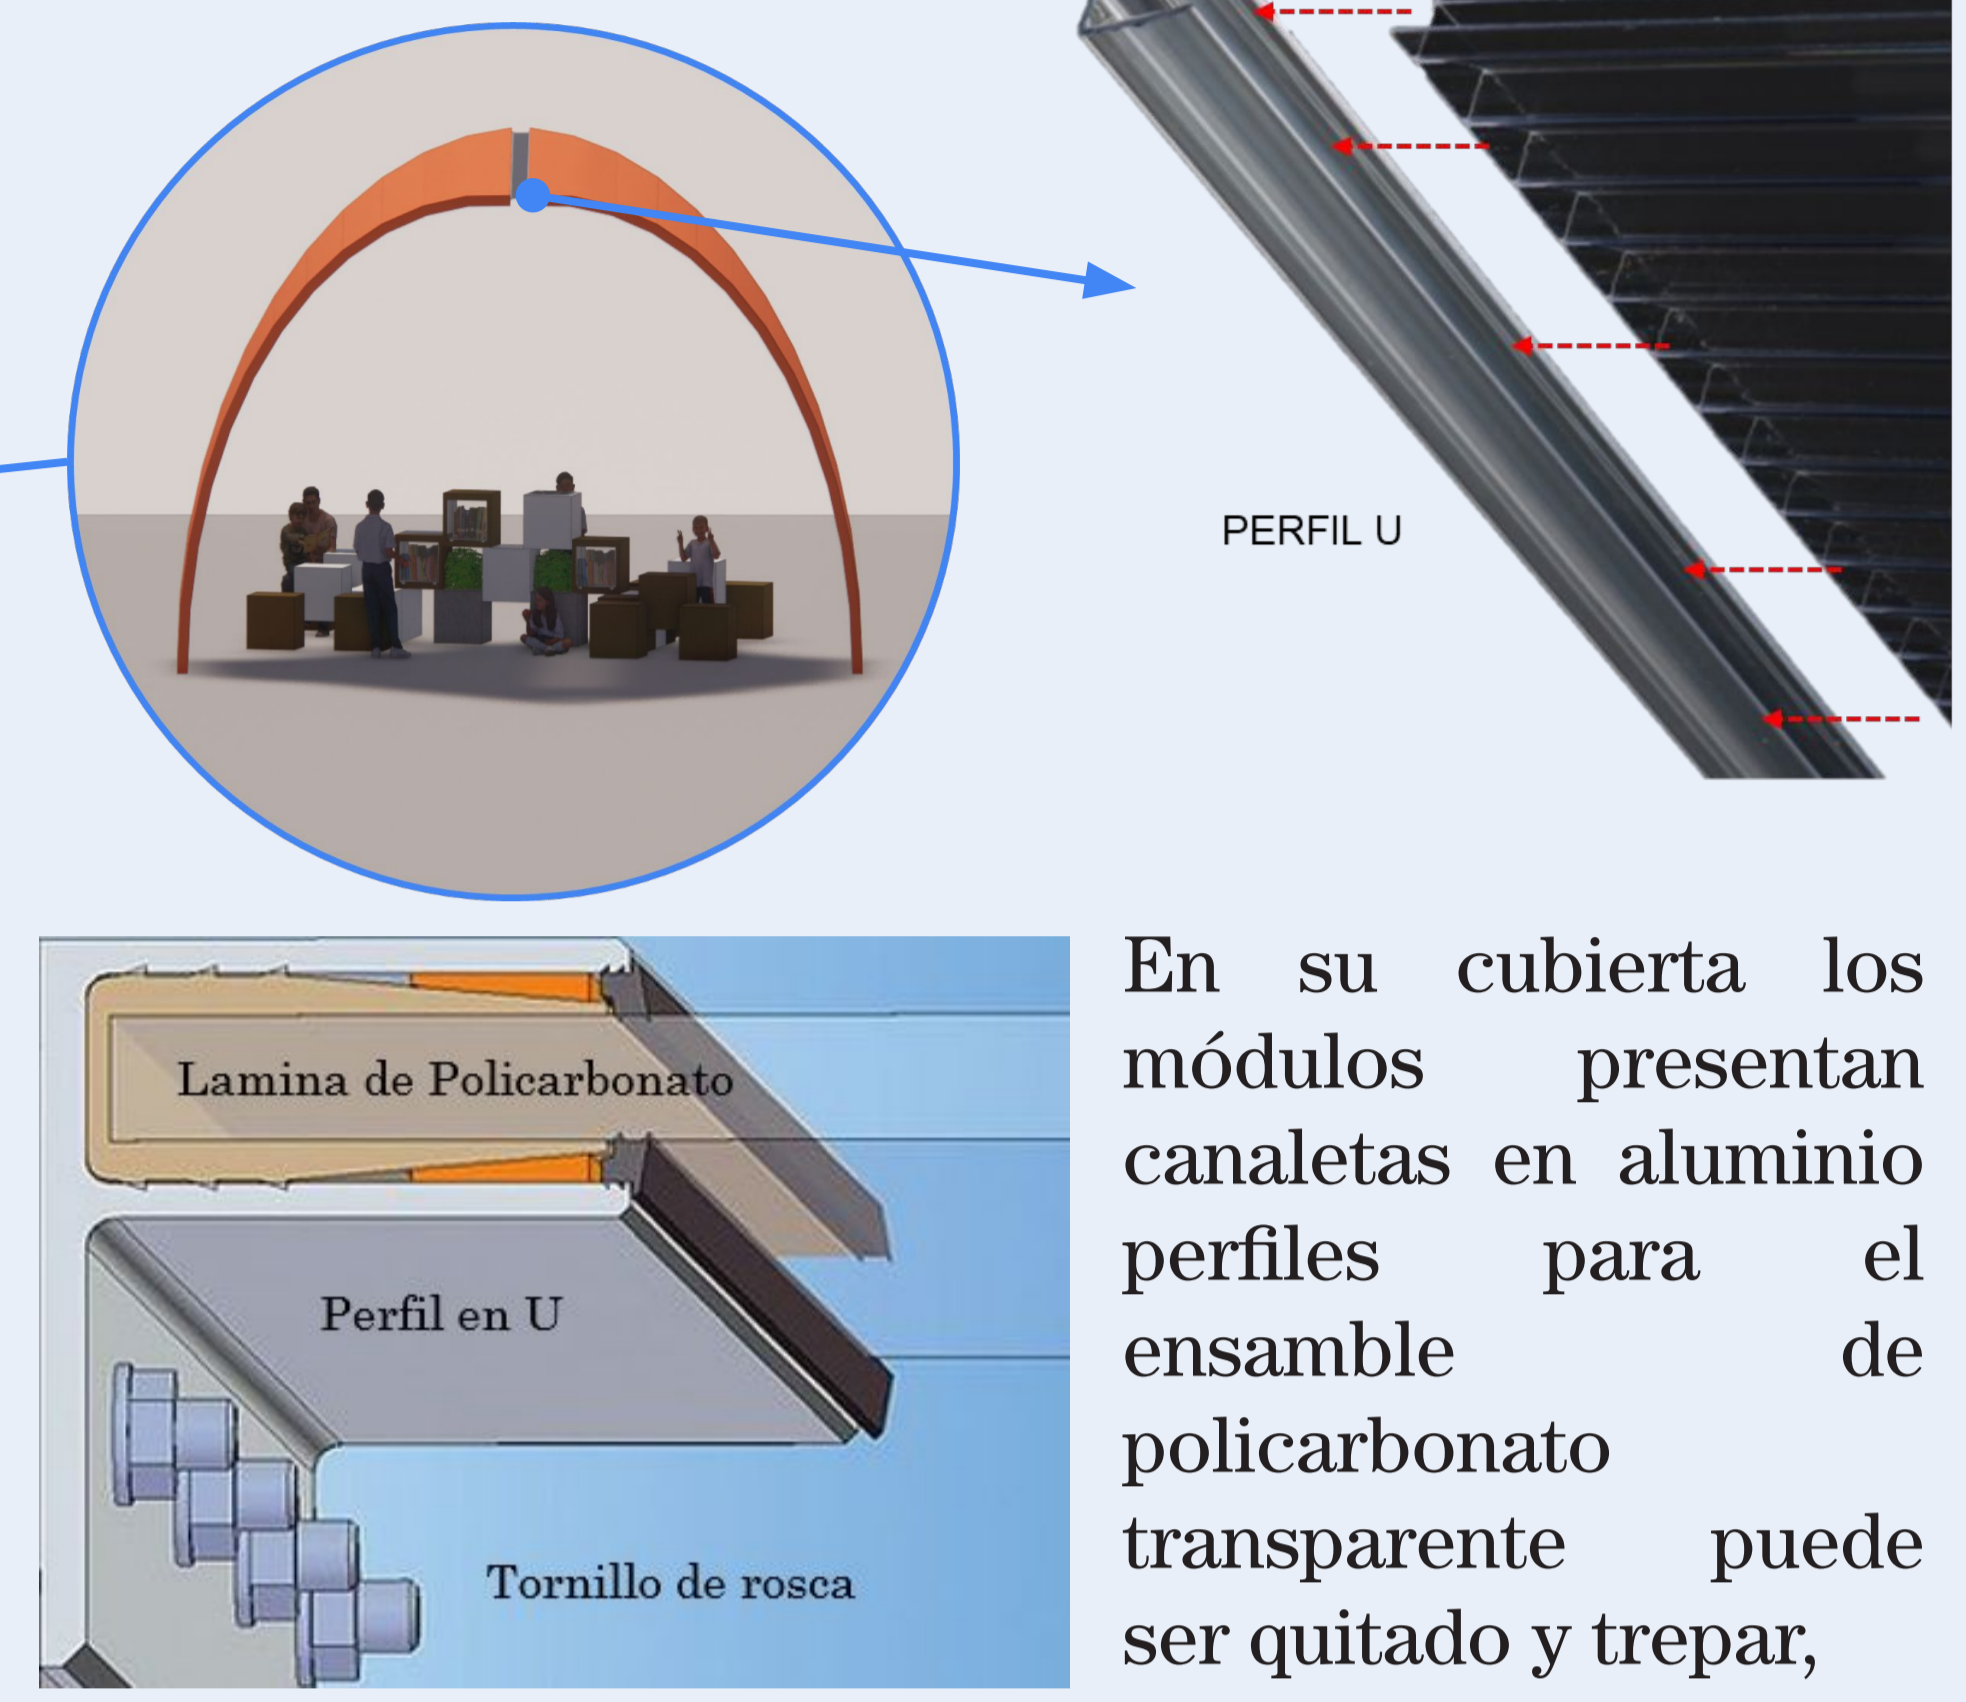 PERFIL U
Lamina de Policarbonato
Perfil en U
Tornillo de rosca
En su cubierta los
módulos presentan
canaletas en aluminio
perfiles para el
ensamble de
policarbonato
transparente puede
ser quitado y trepar,